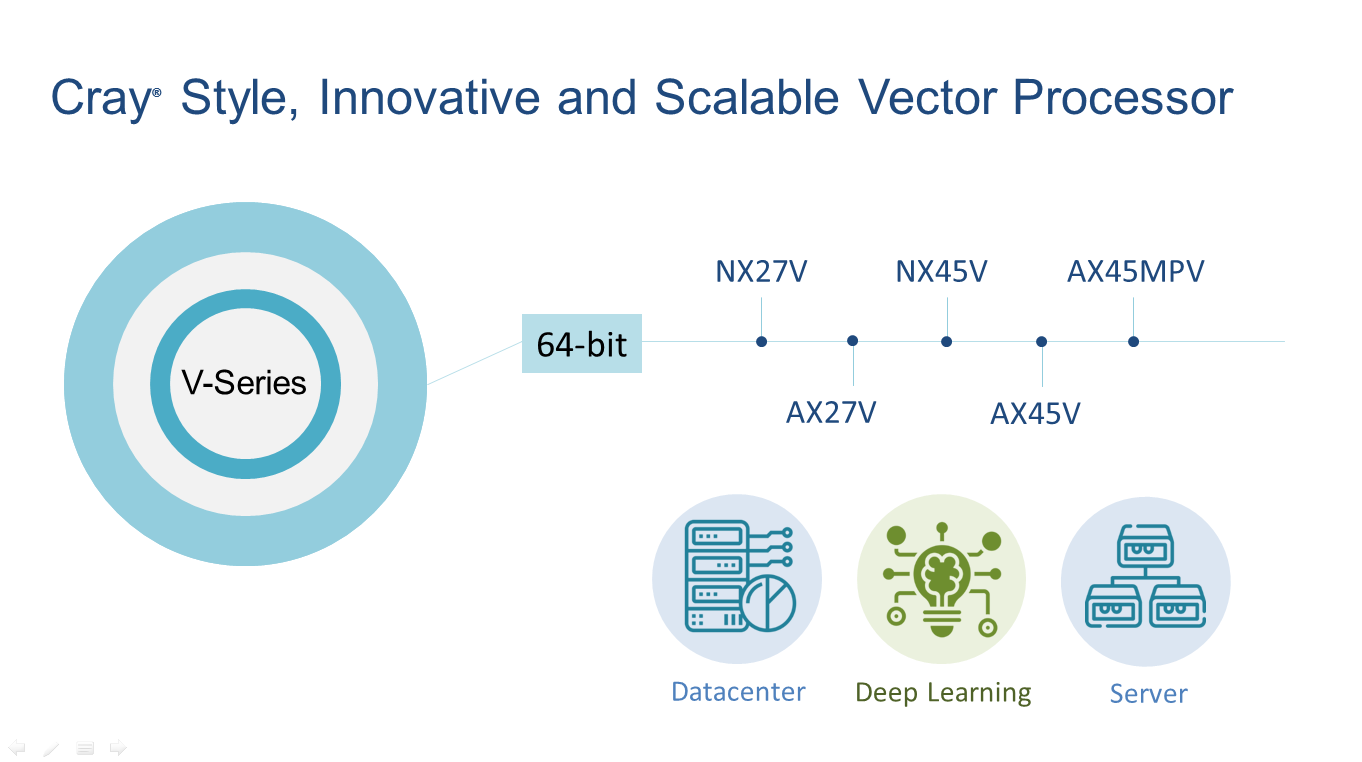 Cray® Style, Innovative and Scalable Vector Processor
V-Series
64-bit
NX27V
NX45V
AX45MPV
AX27V
AX45V
Datacenter
Deep Learning
Server